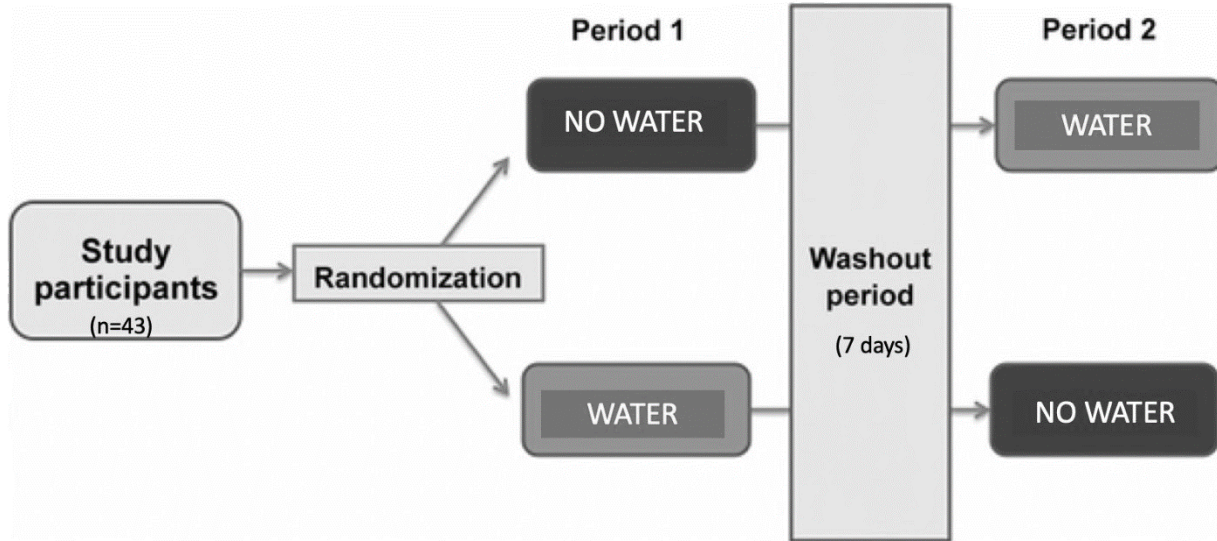 Period 1
Period 2
NO WATER
WATER
Study
participants
(n=43)
Randomization
Washout
period
(7 days)
WATER
NO WATER